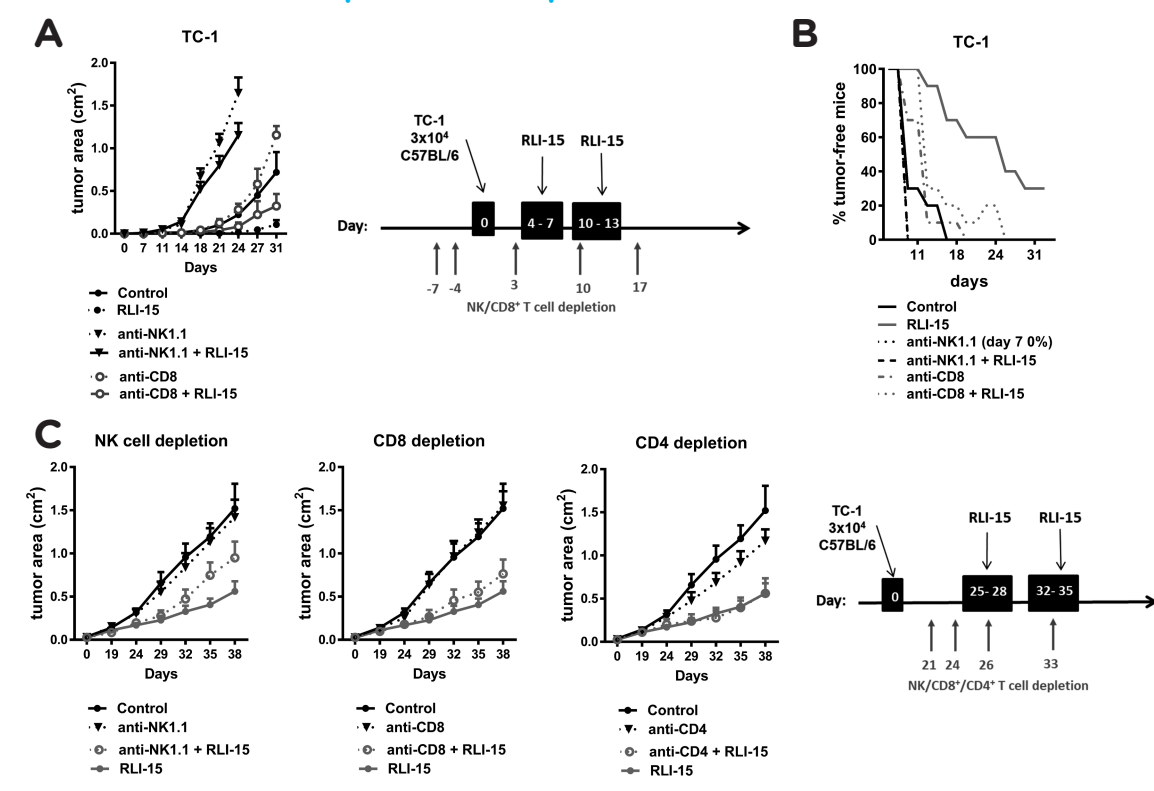 A
TC-1
tumor area (cm²)
2.0
1.5
1.0
0.5
0.0
0 7 11 14 18 21 24 27 31
Days
Control
RLI-15
anti-NK1.1
anti-NK1.1 + RLI-15
anti-CD8
anti-CD8 + RLI-15
TC-1
3x10⁴
C57BL/6
RLI-15 RLI-15
Day:
0 4 - 7 10 - 13
-7 -4 3 10 17
NK/CD8⁺ T cell depletion
B
TC-1
% tumor-free mice
100
80
60
40
20
0
11 18 24 31
days
Control
RLI-15
anti-NK1.1 (day 7 0%)
anti-NK1.1 + RLI-15
anti-CD8
anti-CD8 + RLI-15
C
NK cell depletion
tumor area (cm²)
2.0
1.5
1.0
0.5
0.0
0 19 24 29 32 35 38
Days
Control
anti-NK1.1
anti-NK1.1 + RLI-15
RLI-15
CD8 depletion
tumor area (cm²)
2.0
1.5
1.0
0.5
0.0
0 19 24 29 32 35 38
Days
Control
anti-CD8
anti-CD8 + RLI-15
RLI-15
CD4 depletion
tumor area (cm²)
2.0
1.5
1.0
0.5
0.0
0 19 24 29 32 35 38
Days
Control
anti-CD4
anti-CD4 + RLI-15
RLI-15
TC-1
3x10⁴
C57BL/6
RLI-15 RLI-15
Day:
0 25- 28 32- 35
21 24 26 33
NK/CD8⁺/CD4⁺ T cell depletion